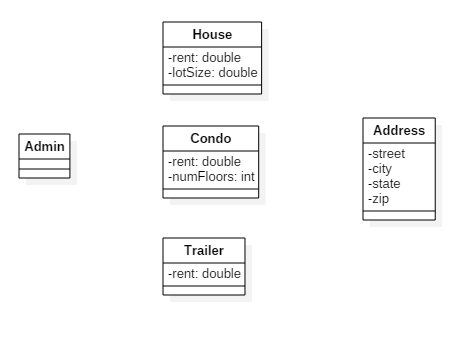 House
-rent: double
-lotSize: double
Admin
Condo
-rent: double
-numFloors: int
Address
-street
-city
-state
-zip
Trailer
-rent: double